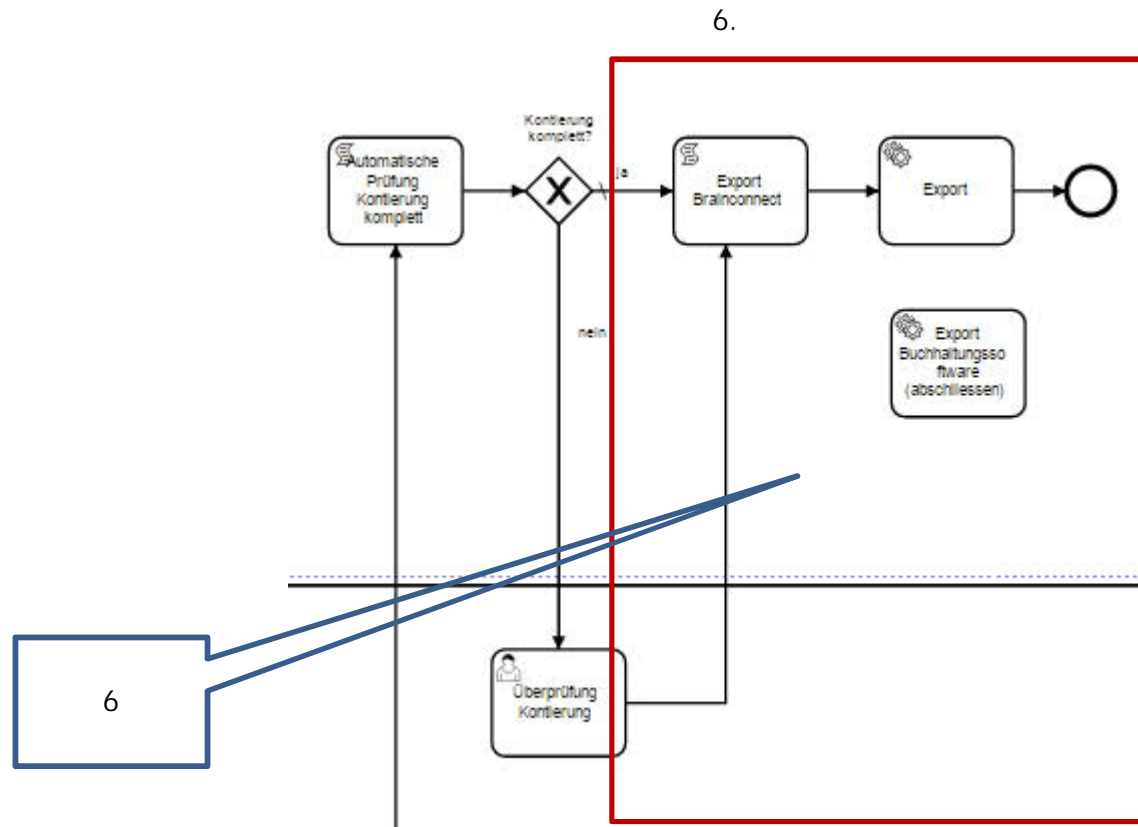 6.
Kontierung
komplett?
Automatische
Prüfung
Kontierung
komplett
ja
Export
Brainconnect
Export
nein
Export
Buchhaltungsso
ftware
(abschliessen)
6
Überprüfung
Kontierung